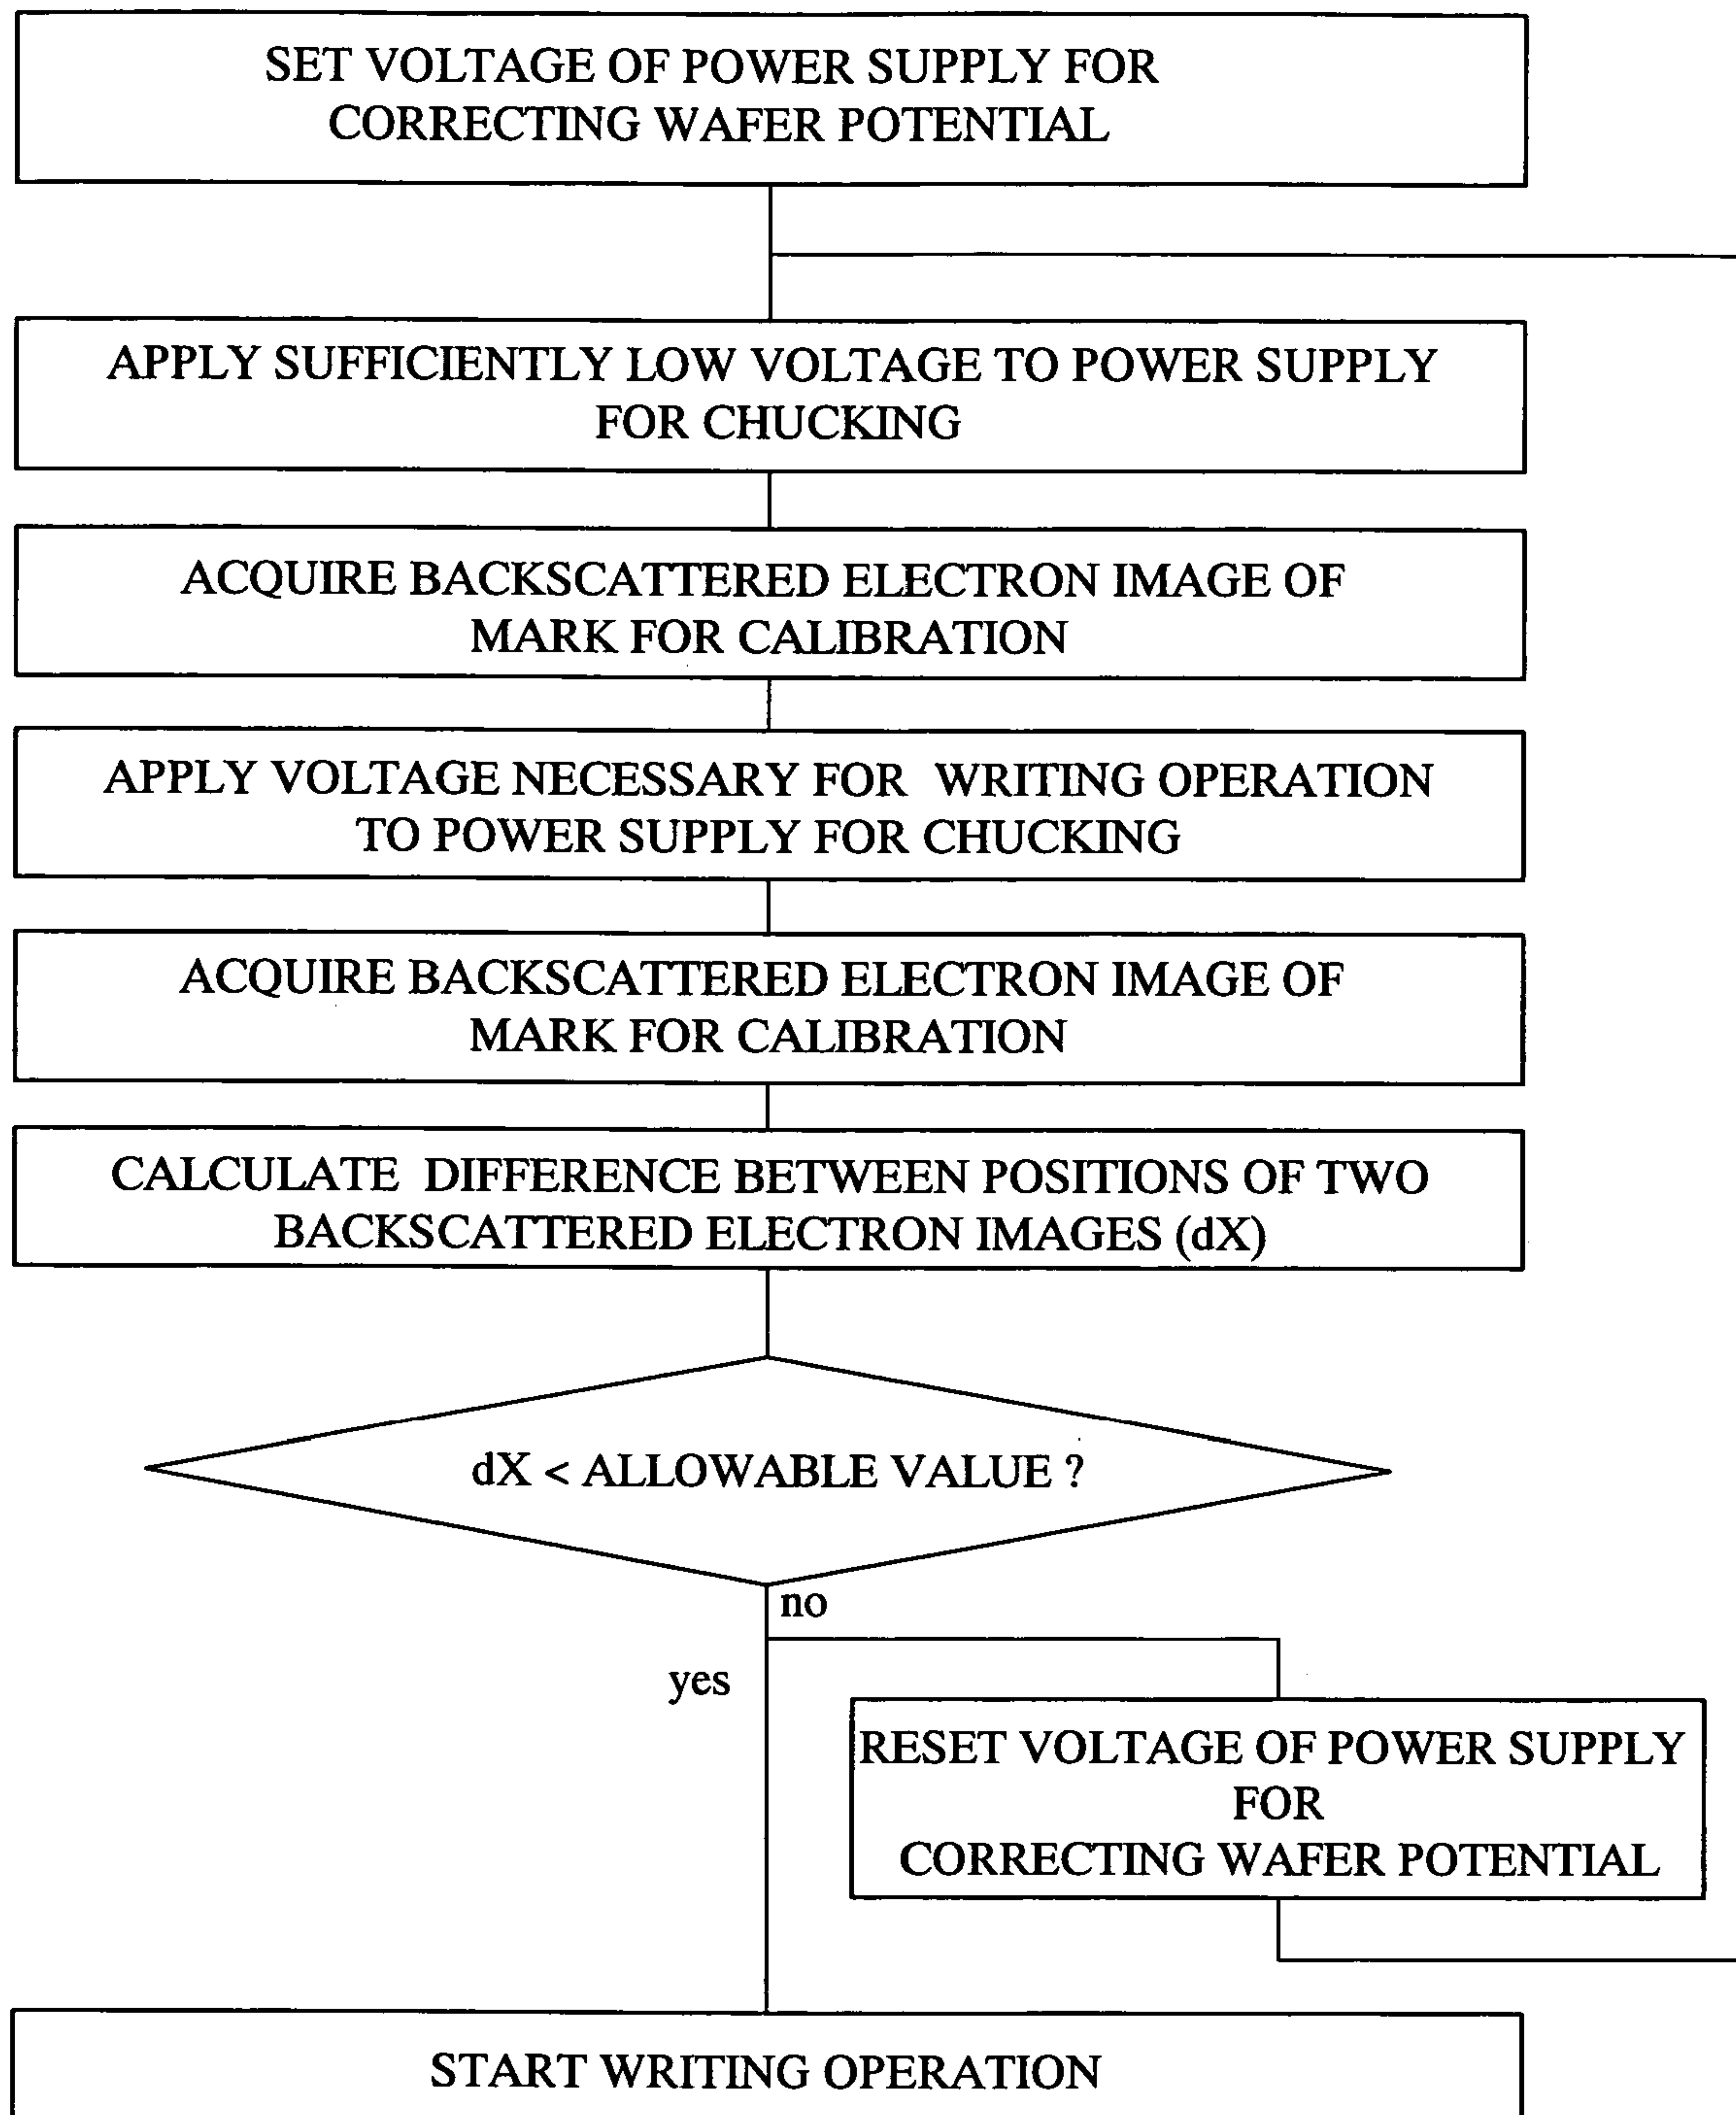 SET VOLTAGE OF POWER SUPPLY FOR
CORRECTING WAFER POTENTIAL
APPLY SUFFICIENTLY LOW VOLTAGE TO POWER SUPPLY
FOR CHUCKING
ACQUIRE BACKSCATTERED ELECTRON IMAGE OF
MARK FOR CALIBRATION
APPLY VOLTAGE NECESSARY FOR WRITING OPERATION
TO POWER SUPPLY FOR CHUCKING
ACQUIRE BACKSCATTERED ELECTRON IMAGE OF
MARK FOR CALIBRATION
CALCULATE DIFFERENCE BETWEEN POSITIONS OF TWO
BACKSCATTERED ELECTRON IMAGES (dX)
dX < ALLOWABLE VALUE ?
no
yes
RESET VOLTAGE OF POWER SUPPLY
FOR
CORRECTING WAFER POTENTIAL
START WRITING OPERATION